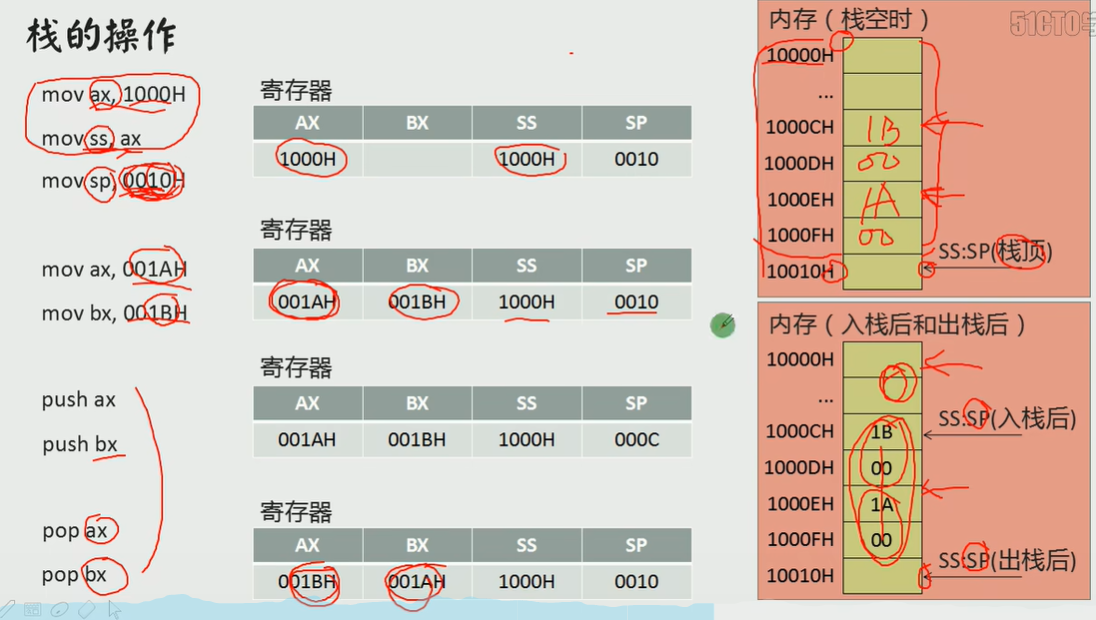 栈的操作
mov ax, 1000H
mov ss, ax
mov sp, 0010H
mov ax, 001AH
mov bx, 001BH
push ax
push bx
pop ax
pop bx
寄存器
AX BX SS SP
1000H 1000H 0010
寄存器
AX BX SS SP
001AH 001BH 1000H 0010
寄存器
AX BX SS SP
001AH 001BH 1000H 000C
寄存器
AX BX SS SP
001BH 001AH 1000H 0010
内存（栈空时）
10000H
...
1000CH 1B
1000DH 00
1000EH 1A
1000FH 00
10010H
SS:SP(栈顶)
内存（入栈后和出栈后）
10000H
...
1000CH 1B
SS:SP(入栈后)
1000DH 00
1000EH 1A
1000FH 00
10010H
SS:SP(出栈后)
51CTO